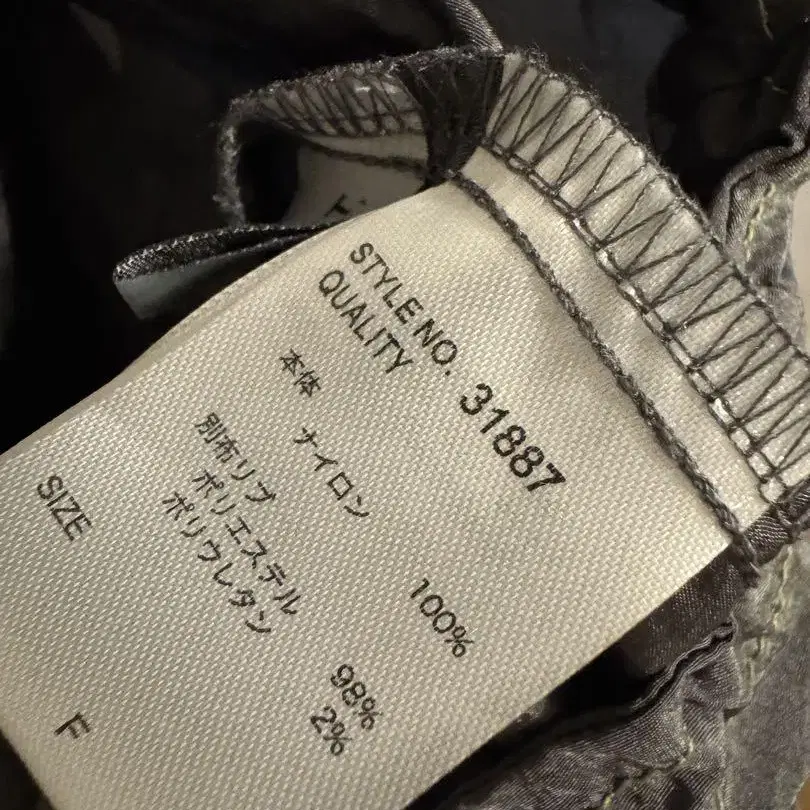 STYLE NO. 31887
QUALITY
本体 ナイロン 100%
別布リブ
ポリエステル 98%
ポリウレタン 2%
SIZE F